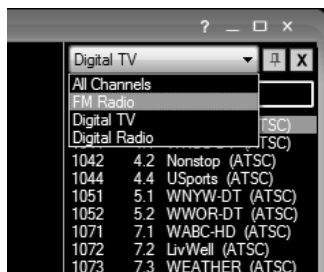 ? _ □ X
Digital TV
X
All Channels
FM Radio
Digital TV
Digital Radio
TSC)
TSC)
1042 4.2 Nonstop (ATSC)
1044 4.4 USports (ATSC)
1051 5.1 WNYW-DT (ATSC)
1052 5.2 WWOR-DT (ATSC)
1071 7.1 WABC-HD (ATSC)
1072 7.2 LivWell (ATSC)
1073 7.3 WEATHER (ATSC)